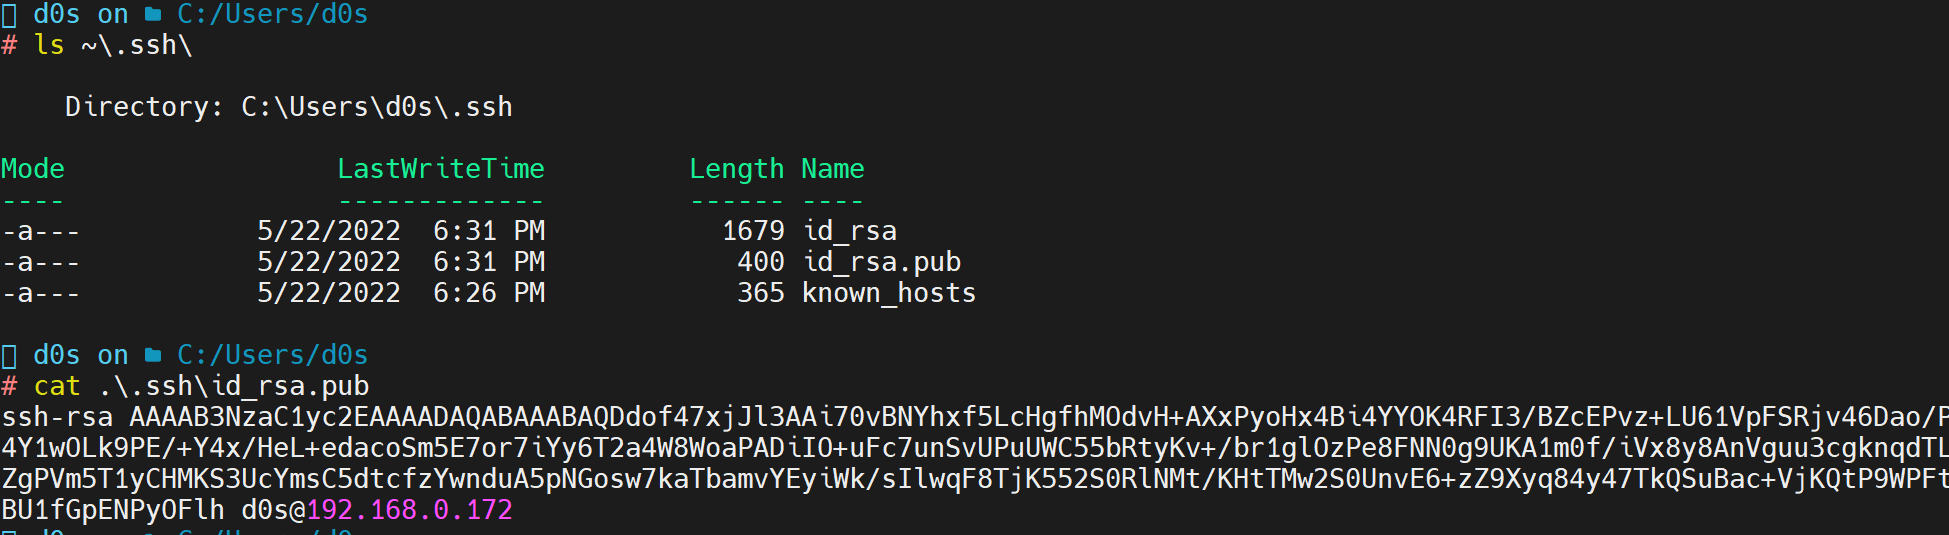 d0s on C:/Users/d0s
# ls ~\.ssh\
Directory: C:\Users\d0s\.ssh
Mode LastWriteTime Length Name
---- ------------- ------ ----
-a--- 5/22/2022 6:31 PM 1679 id_rsa
-a--- 5/22/2022 6:31 PM 400 id_rsa.pub
-a--- 5/22/2022 6:26 PM 365 known_hosts
d0s on C:/Users/d0s
# cat .\.ssh\id_rsa.pub
ssh-rsa AAAAB3NzaC1yc2EAAAADAQABAAABAQDdof47xjJl3AAi70vBNYhxf5LcHgfhMOdvH+AXxPyoHx4Bi4YYOK4RFI3/BZcEPvz+LU61VpFSRjv46Dao/P
4Y1wOLk9PE/+Y4x/HeL+edacoSm5E7or7iYy6T2a4W8WoaPADiIO+uFc7unSvUPuUWC55bRtyKv+/br1glOzPe8FNN0g9UKA1m0f/iVx8y8AnVguu3cgknqdTL
ZgPVm5T1yCHMKS3UcYmsC5dtcfzYwnduA5pNGosw7kaTbamvYEyiWk/sIlwqF8TjK552S0RlNMt/KHtTMw2S0UnvE6+zZ9Xyq84y47TkQSuBac+VjKQtP9WPFt
BU1fGpENPyOFlh d0s@192.168.0.172